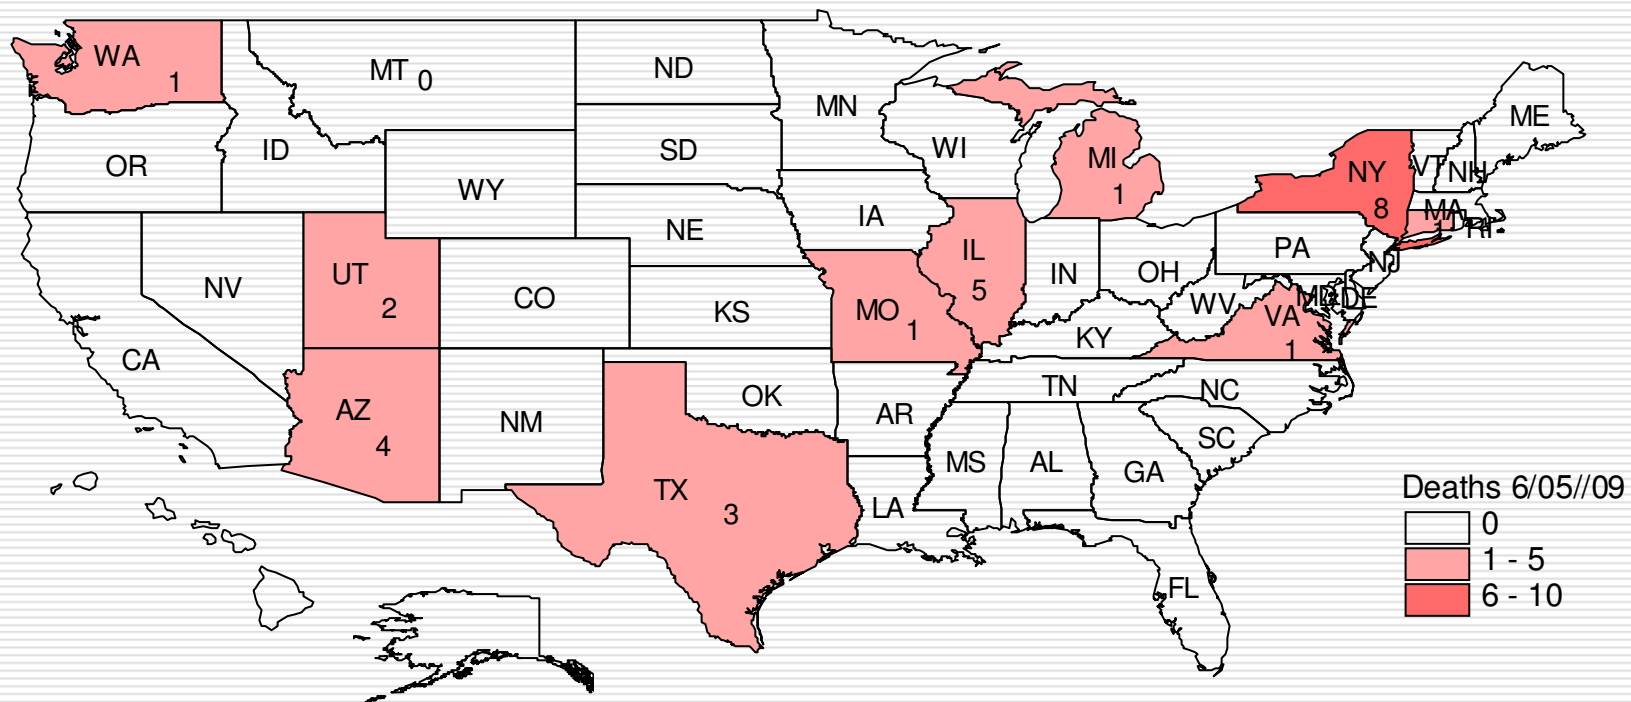 WA
1
MT 0
ND
MN
ME
OR
ID
SD
WI
MI
1
NY
8
VT
NH
WY
IA
MA
1
RI
NE
UT
2
NV
CO
IL
5
IN
OH
PA
NJ
KS
MO 1
WV
MD
DE
VA
1
KY
CA
AZ
4
NM
OK
AR
TN
NC
SC
TX
3
MS
AL
GA
LA
FL
Deaths 6/05//09
0
1 - 5
6 - 10